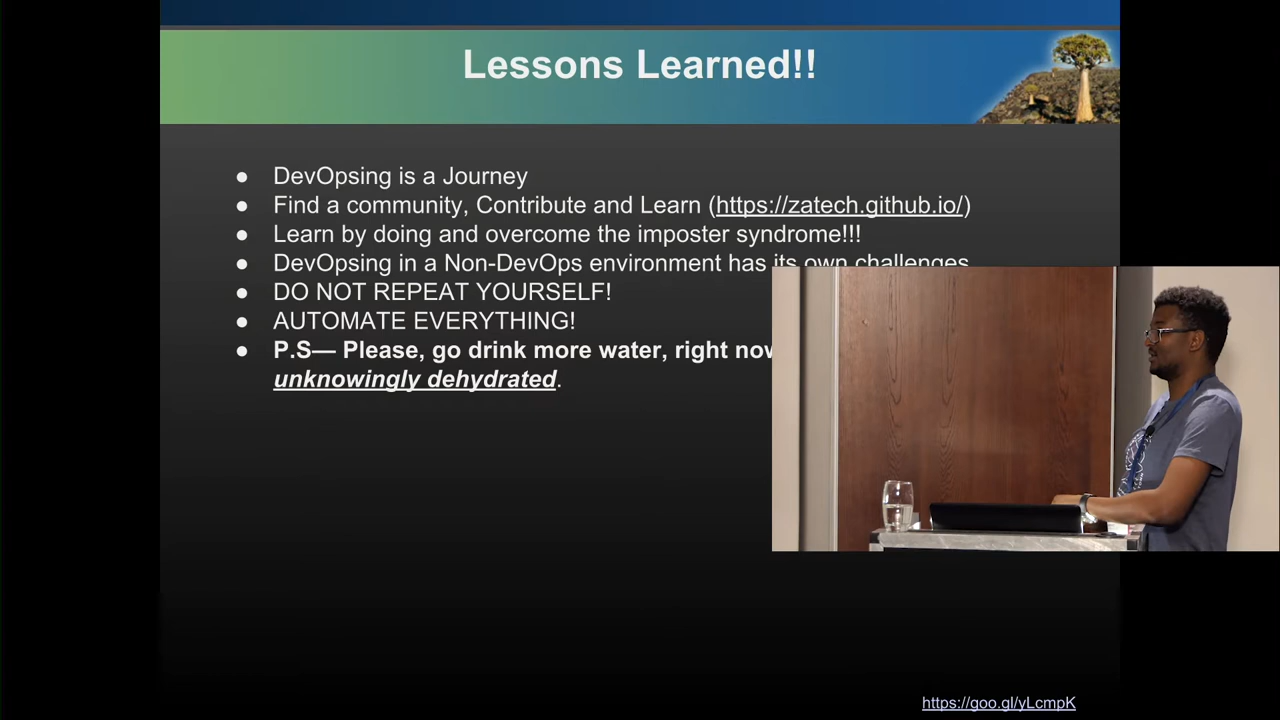 Lessons Learned!!
● DevOpsing is a Journey
● Find a community, Contribute and Learn (https://zatech.github.io/)
● Learn by doing and overcome the imposter syndrome!!!
● DevOpsing in a Non-DevOps environment has its own challenges
● DO NOT REPEAT YOURSELF!
● AUTOMATE EVERYTHING!
● P.S— Please, go drink more water, right now
unknowingly dehydrated.
https://goo.gl/yLcmpK